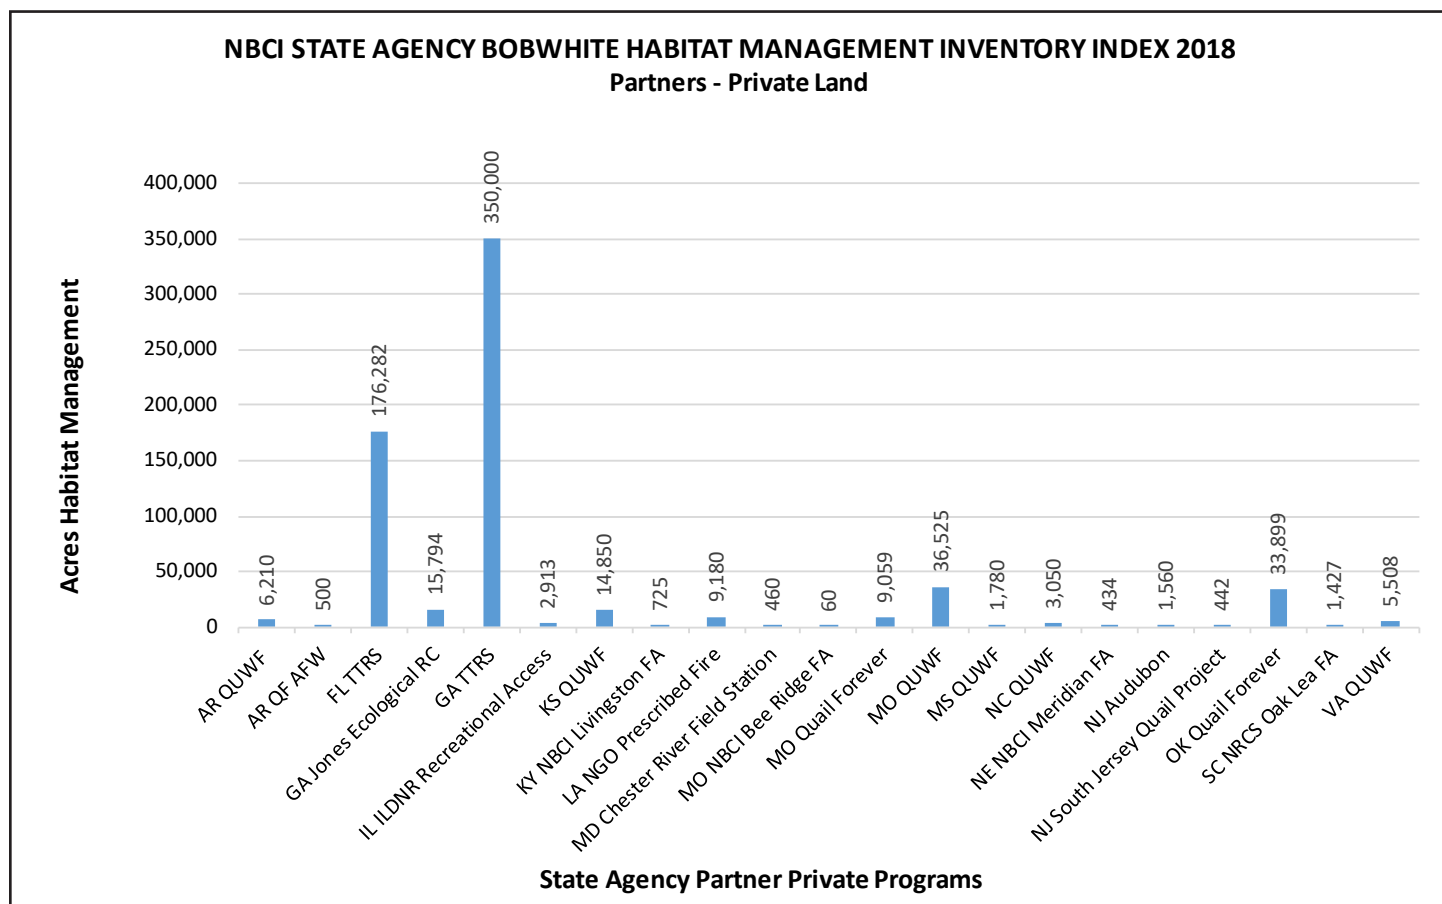 NBCI STATE AGENCY BOBWHITE HABITAT MANAGEMENT INVENTORY INDEX 2018
Partners - Private Land
Acres Habitat Management
400,000
350,000
300,000
250,000
200,000
150,000
100,000
50,000
0
6,210
500
176,282
15,794
350,000
2,913
14,850
725
9,180
460
60
9,059
36,525
1,780
3,050
434
1,560
442
33,899
1,427
5,508
AR QUWF
AR QF AFW
FL TTRS
GA Jones Ecological RC
GA TTRS
IL ILDNR Recreational Access
KS QUWF
KY NBCI Livingston FA
LA NGO Prescribed Fire
MD Chester River Field Station
MO NBCI Bee Ridge FA
MO Quail Forever
MO QUWF
MS QUWF
NC QUWF
NE NBCI Meridian FA
NJ Audubon
NJ South Jersey Quail Project
OK Quail Forever
SC NRCS Oak Lea FA
VA QUWF
State Agency Partner Private Programs